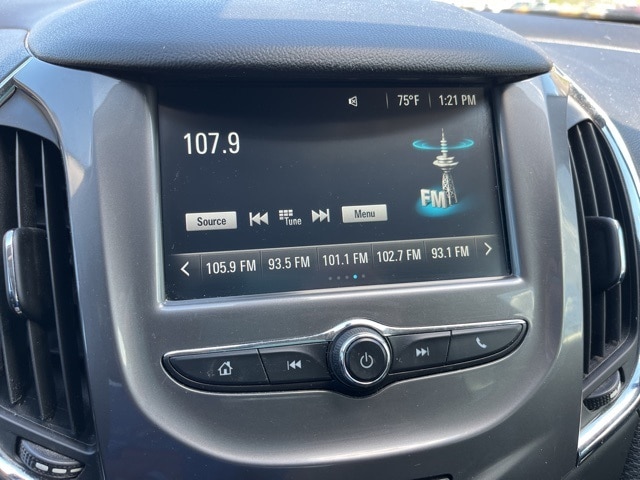 75°F 1:21 PM
107.9
FM
Source Tune Menu
105.9 FM 93.5 FM 101.1 FM 102.7 FM 93.1 FM